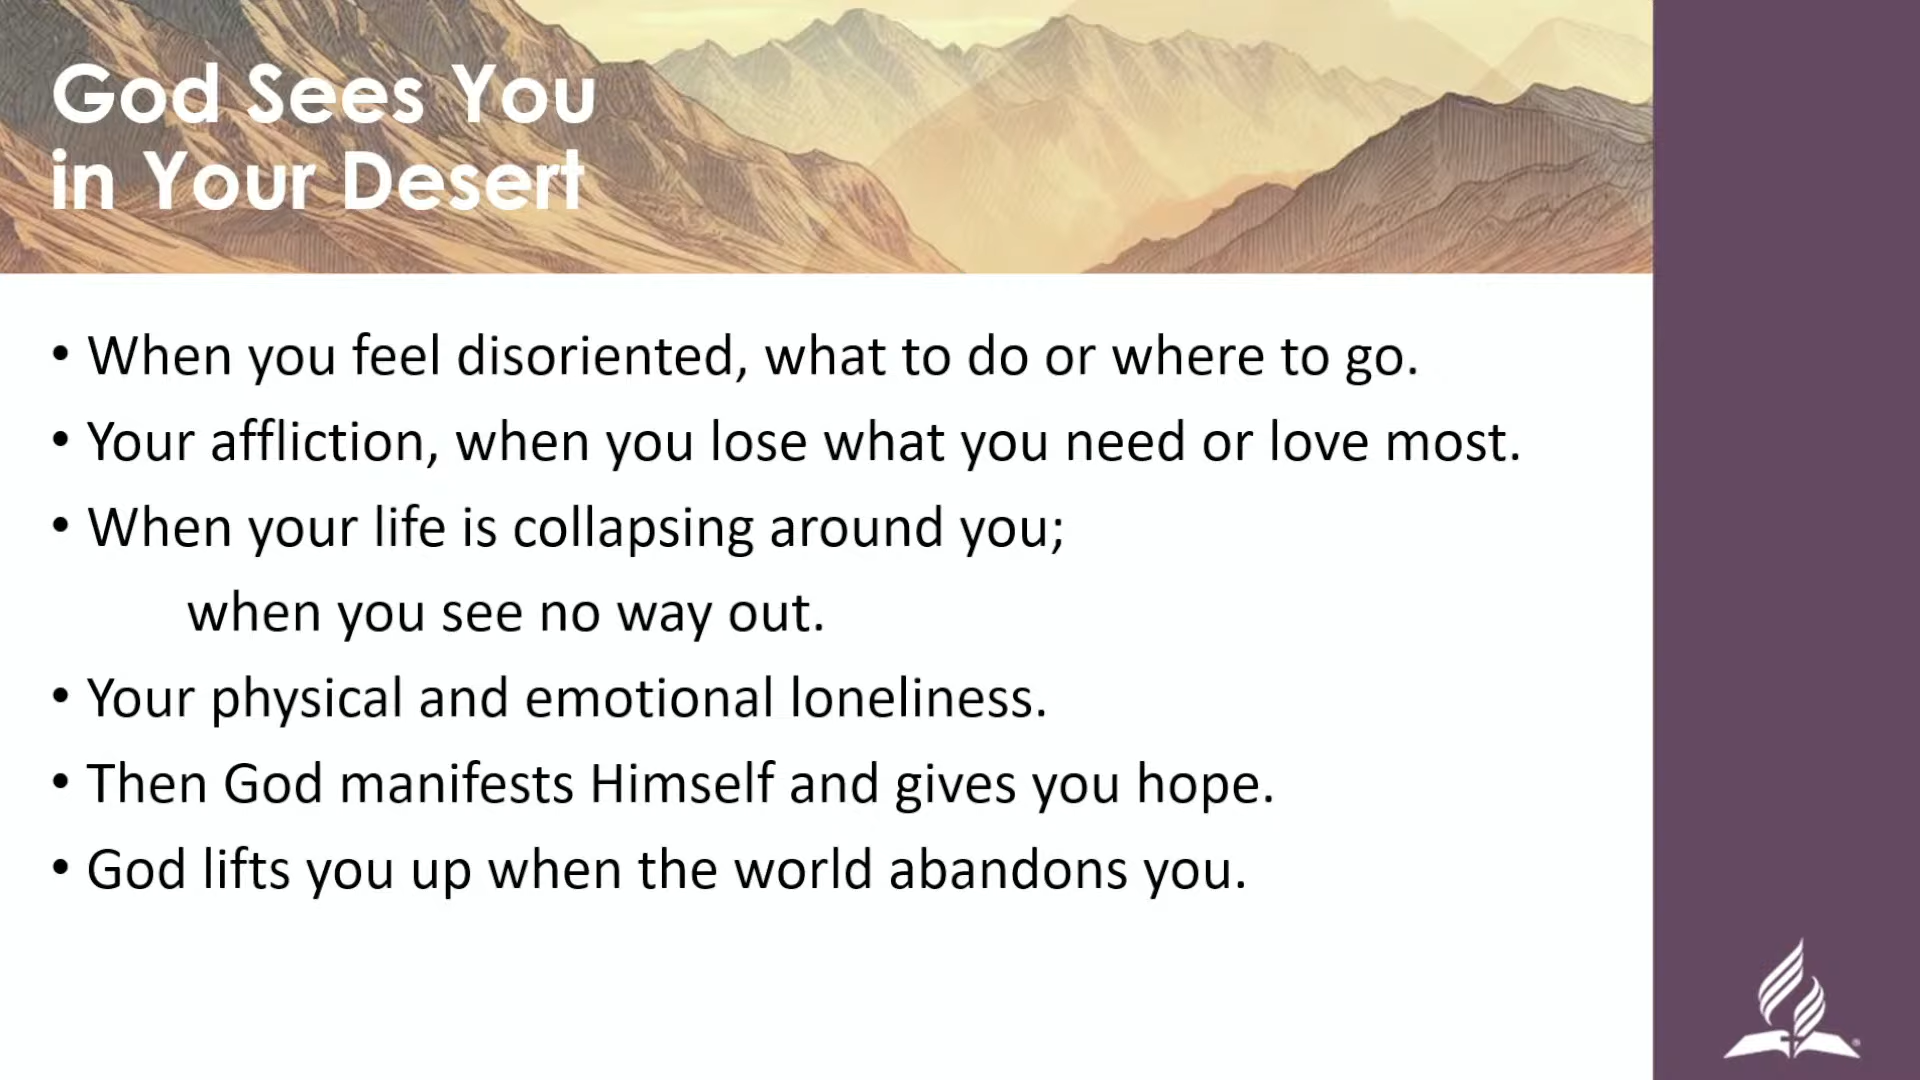 God Sees You
in Your Desert
• When you feel disoriented, what to do or where to go.
• Your affliction, when you lose what you need or love most.
• When your life is collapsing around you;
when you see no way out.
• Your physical and emotional loneliness.
• Then God manifests Himself and gives you hope.
• God lifts you up when the world abandons you.